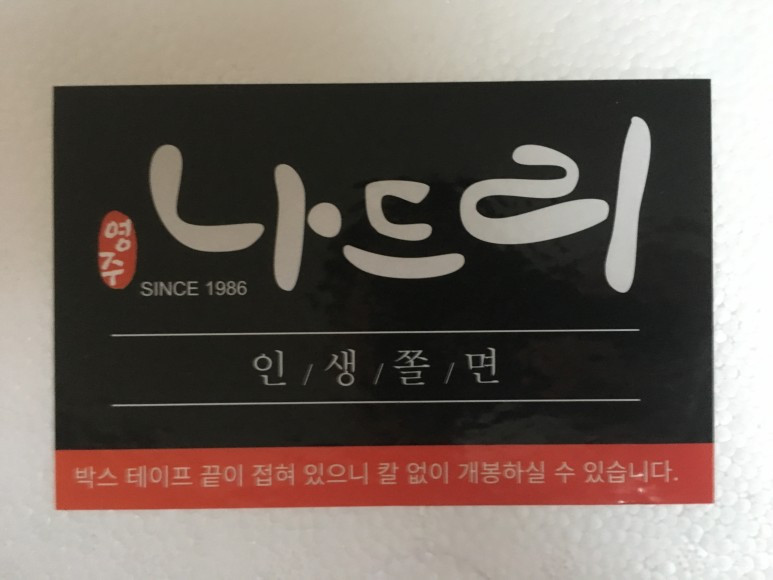 나드리
영주
SINCE 1986
인/생/쫄/면
박스 테이프 끝이 접혀 있으니 칼 없이 개봉하실 수 있습니다.